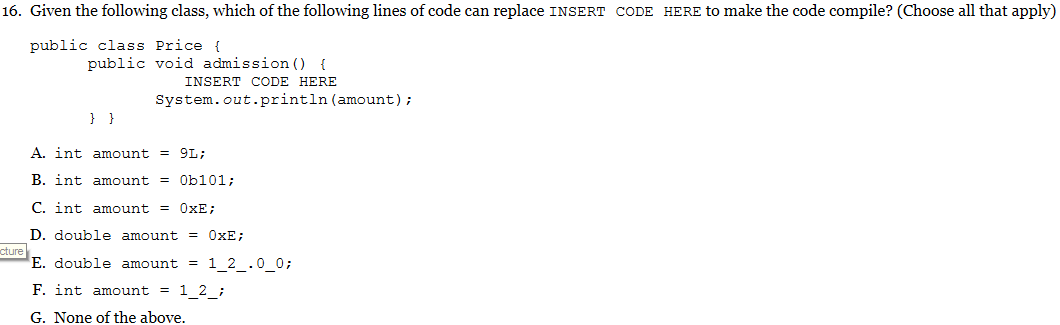 16. Given the following class, which of the following lines of code can replace INSERT CODE HERE to make the code compile? (Choose all that apply)
public class Price {
public void admission() {
INSERT CODE HERE
System.out.println(amount);
} }
A. int amount = 9L;
B. int amount = 0b101;
C. int amount = 0xE;
D. double amount = 0xE;
cture
E. double amount = 1_2_.0_0;
F. int amount = 1_2_;
G. None of the above.